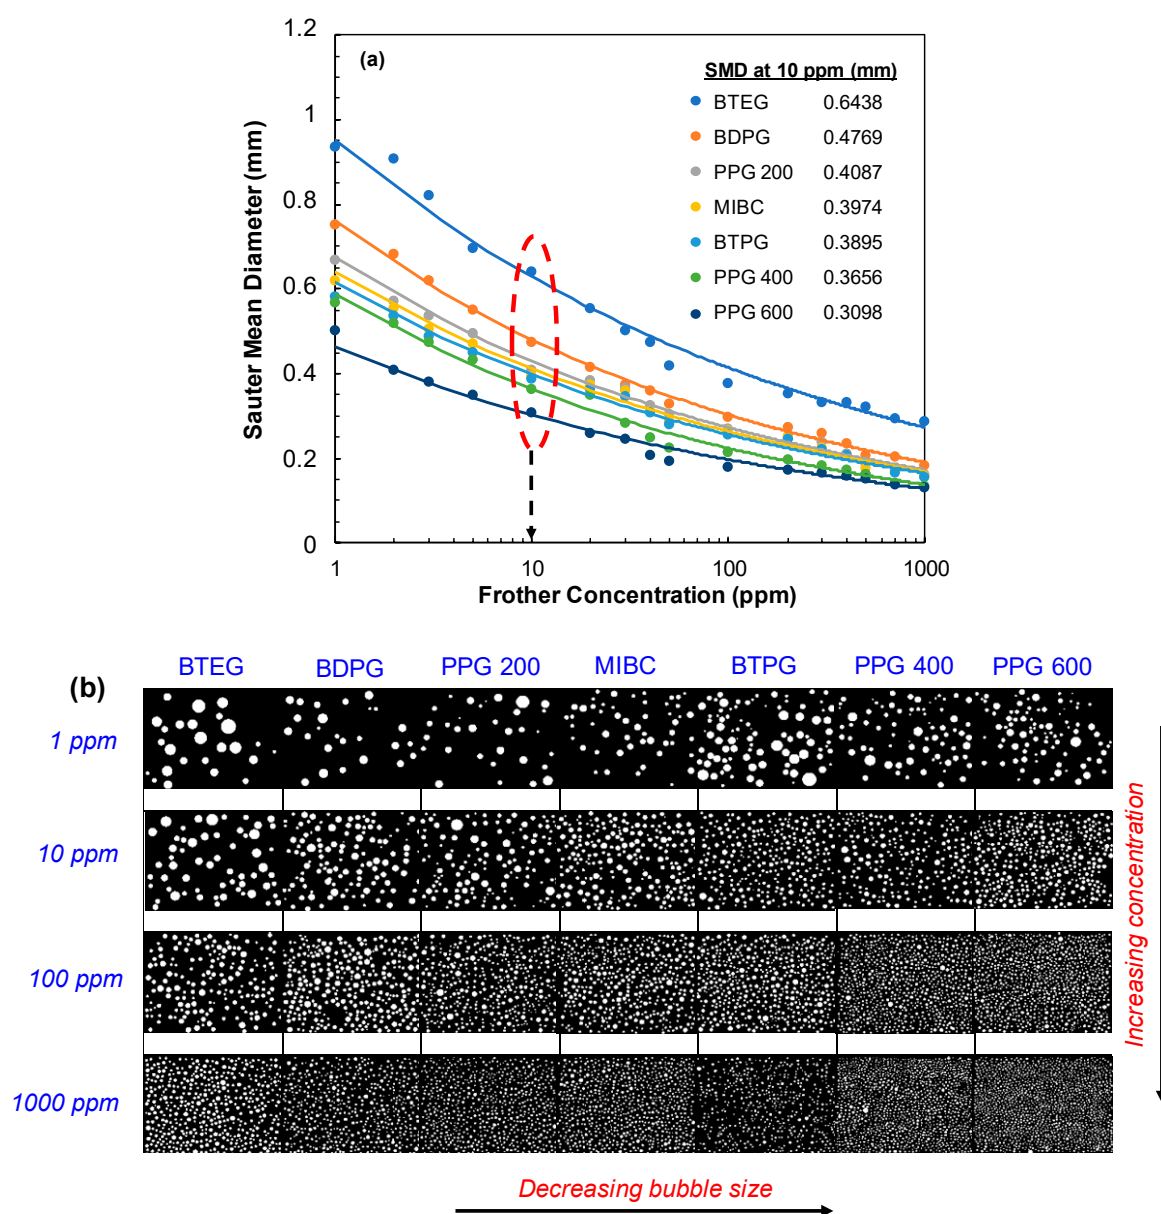 (a)
SMD at 10 ppm (mm)
BTEG 0.6438
BDPG 0.4769
PPG 200 0.4087
MIBC 0.3974
BTPG 0.3895
PPG 400 0.3656
PPG 600 0.3098
Sauter Mean Diameter (mm)
1.2
1
0.8
0.6
0.4
0.2
0
1 10 100 1000
Frother Concentration (ppm)
(b)
BTEG BDPG PPG 200 MIBC BTPG PPG 400 PPG 600
1 ppm
10 ppm
100 ppm
1000 ppm
Increasing concentration
Decreasing bubble size